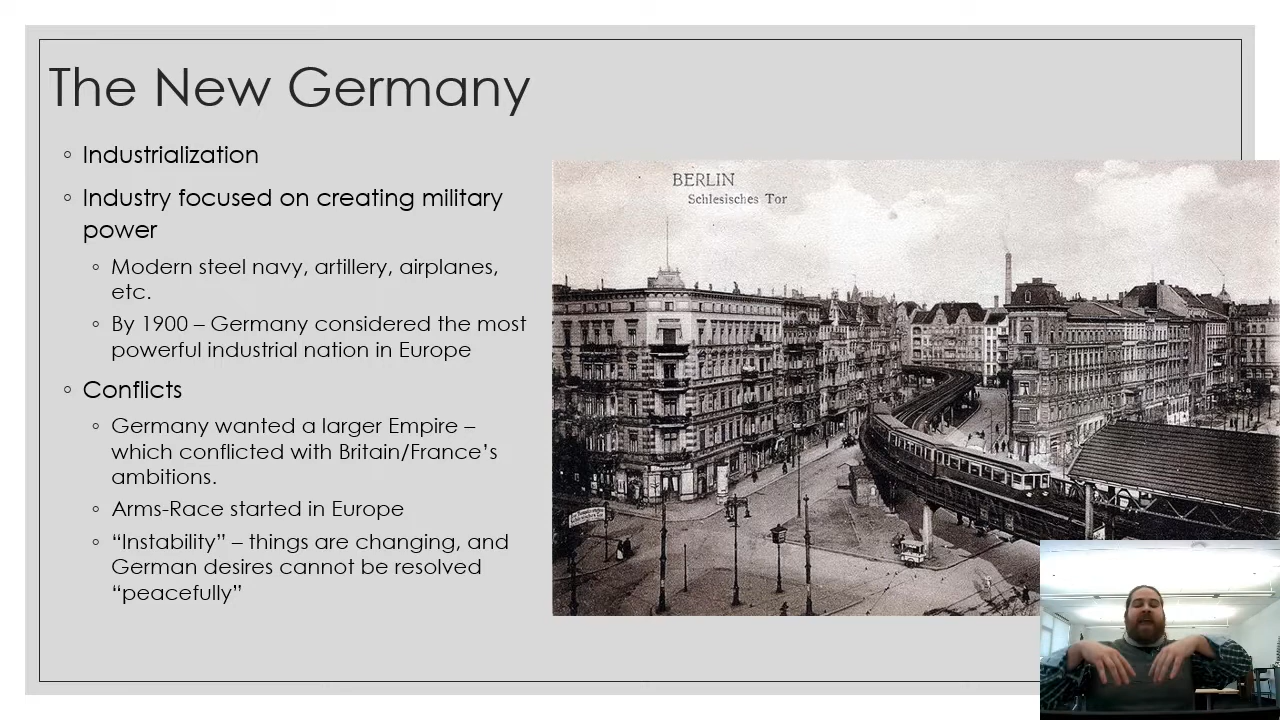 The New Germany
◦ Industrialization
◦ Industry focused on creating military
power
◦ Modern steel navy, artillery, airplanes,
etc.
◦ By 1900 – Germany considered the most
powerful industrial nation in Europe
◦ Conflicts
◦ Germany wanted a larger Empire –
which conflicted with Britain/France’s
ambitions.
◦ Arms-Race started in Europe
◦ “Instability” – things are changing, and
German desires cannot be resolved
“peacefully”
BERLIN
Schlesisches Tor